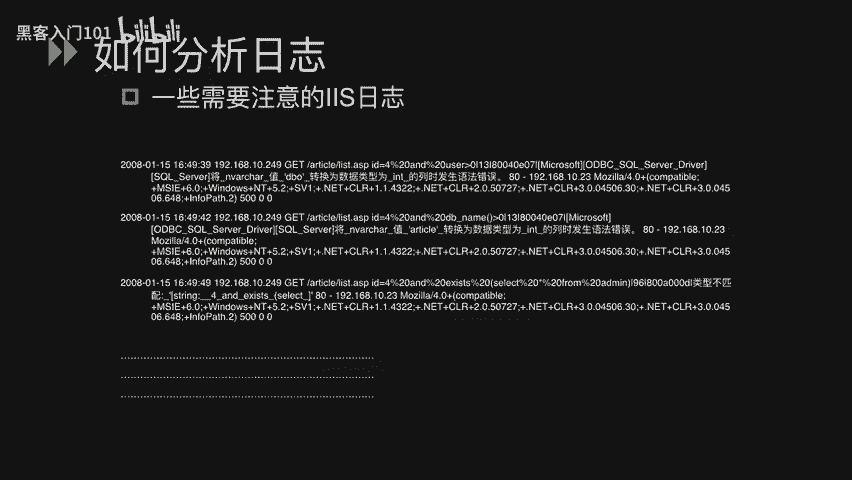 黑客入门101 bilibili
如何分析日志
一些需要注意的IIS日志
2008-01-15 16:49:39 192.168.10.249 GET /article/list.asp id=4%20and%20user>0|13|80040e07|[Microsoft][ODBC_SQL_Server_Driver]
[SQL_Server]将_nvarchar_值_'dbo'_转换为数据类型为_int_的列时发生语法错误。 80 - 192.168.10.23 Mozilla/4.0+(compatible;
+MSIE+6.0;+Windows+NT+5.2;+SV1;+.NET+CLR+1.1.4322;+.NET+CLR+2.0.50727;+.NET+CLR+3.0.04506.30;+.NET+CLR+3.0.045
06.648;+InfoPath.2) 500 0 0
2008-01-15 16:49:42 192.168.10.249 GET /article/list.asp id=4%20and%20db_name()>0|13|80040e07|[Microsoft]
[ODBC_SQL_Server_Driver][SQL_Server]将_nvarchar_值_'article'_转换为数据类型为_int_的列时发生语法错误。 80 - 192.168.10.23
Mozilla/4.0+(compatible;
+MSIE+6.0;+Windows+NT+5.2;+SV1;+.NET+CLR+1.1.4322;+.NET+CLR+2.0.50727;+.NET+CLR+3.0.04506.30;+.NET+CLR+3.0.045
06.648;+InfoPath.2) 500 0 0
2008-01-15 16:49:49 192.168.10.249 GET /article/list.asp id=4%20and%20exists%20(select%20*%20from%20admin)|96|800a000d|类型不匹
配:_'[string:__4_and_exists_(select_]' 80 - 192.168.10.23 Mozilla/4.0+(compatible;
+MSIE+6.0;+Windows+NT+5.2;+SV1;+.NET+CLR+1.1.4322;+.NET+CLR+2.0.50727;+.NET+CLR+3.0.04506.30;+.NET+CLR+3.0.045
06.648;+InfoPath.2) 500 0 0